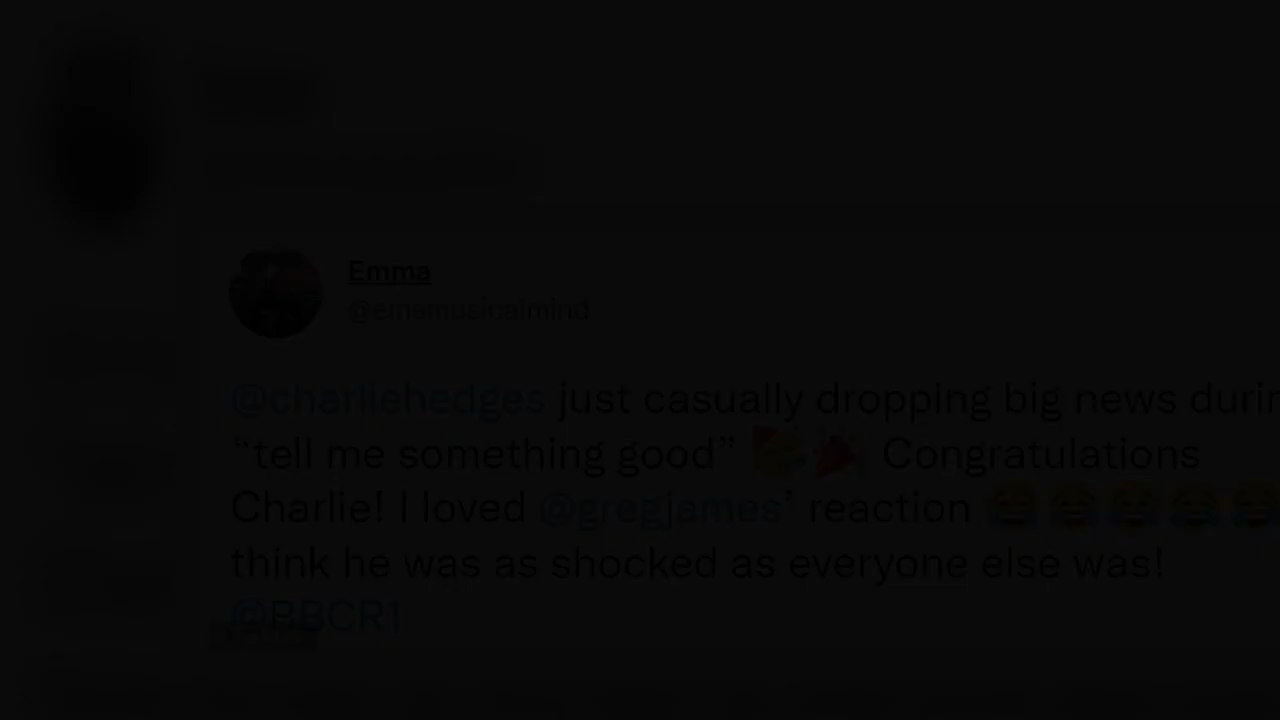 Emma
@emsmusicalmind
@charliehedges just casually dropping big news durin
“tell me something good” 🥳🎉 Congratulations
Charlie! I loved @gregjames’ reaction 😂😂😂😂😂
think he was as shocked as everyone else was!
@BBCR1